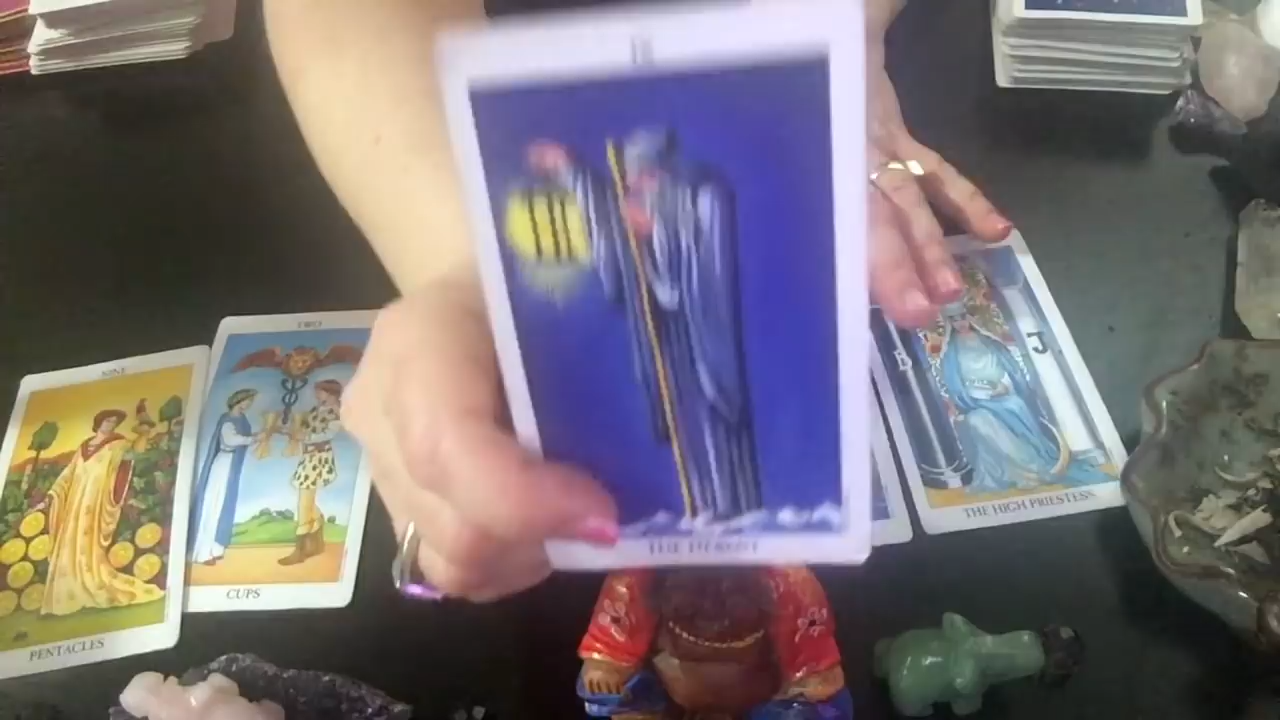 THE HERMIT
NINE
PENTACLES
TWO
CUPS
B
J
THE HIGH PRIESTESS